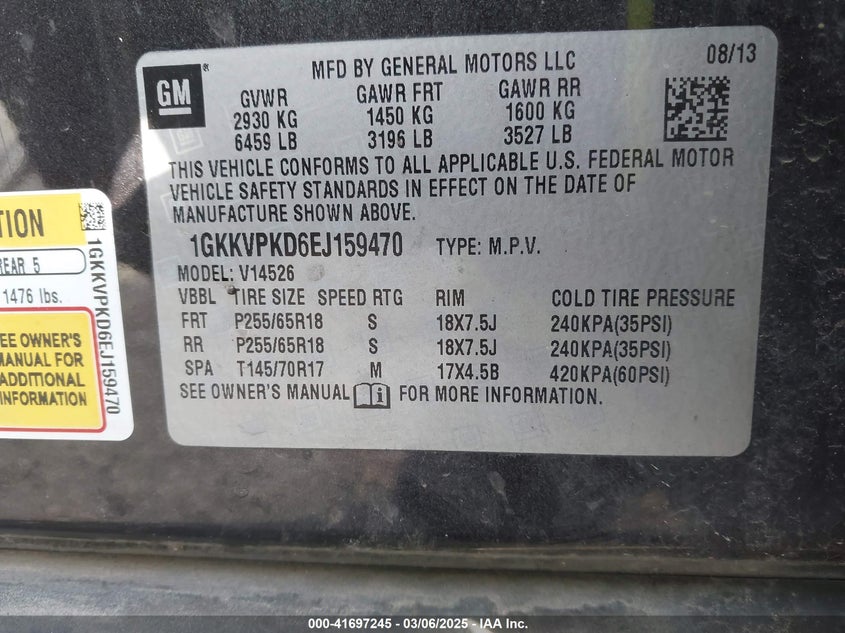 GM
MFD BY GENERAL MOTORS LLC
08/13
GVWR GAWR FRT GAWR RR
2930 KG 1450 KG 1600 KG
6459 LB 3196 LB 3527 LB
THIS VEHICLE CONFORMS TO ALL APPLICABLE U.S. FEDERAL MOTOR
VEHICLE SAFETY STANDARDS IN EFFECT ON THE DATE OF
MANUFACTURE SHOWN ABOVE.
1GKKVPKD6EJ159470 TYPE: M.P.V.
MODEL: V14526
VBBL TIRE SIZE SPEED RTG RIM COLD TIRE PRESSURE
FRT P255/65R18 S 18X7.5J 240KPA(35PSI)
RR P255/65R18 S 18X7.5J 240KPA(35PSI)
SPA T145/70R17 M 17X4.5B 420KPA(60PSI)
SEE OWNER'S MANUAL FOR MORE INFORMATION.
TION
REAR 5
1476 lbs.
EE OWNER'S
MANUAL FOR
ADDITIONAL
INFORMATION
1GKKVPKD6EJ159470
000-41697245 - 03/06/2025 - IAA Inc.